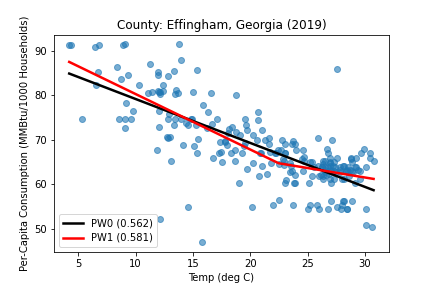 County: Effingham, Georgia (2019)
Per-Capita Consumption (MMBtu/1000 Households)
90
80
70
60
50
PW0 (0.562)
PW1 (0.581)
5 10 15 20 25 30
Temp (deg C)